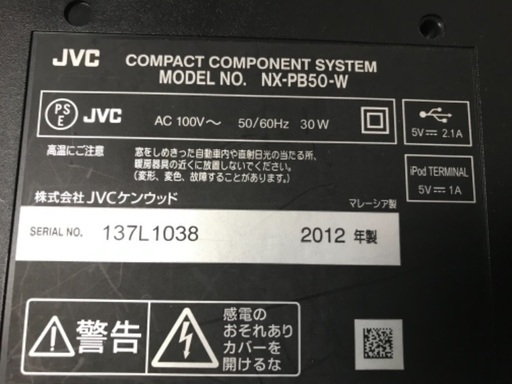 JVC COMPACT COMPONENT SYSTEM
MODEL NO. NX-PB50-W
PSE JVC AC 100V～ 50/60Hz 30W
5V⎓2.1A
高温にご注意
窓をしめきった自動車内や直射日光の当たる所、
暖房器具の近くに放置しないでください。
(変形、変色、故障することがあります。)
iPod TERMINAL
5V⎓1A
株式会社JVCケンウッド
マレーシア製
SERIAL NO. 137L1038 2012 年製
警告
感電の
おそれあり
カバーを
開けるな